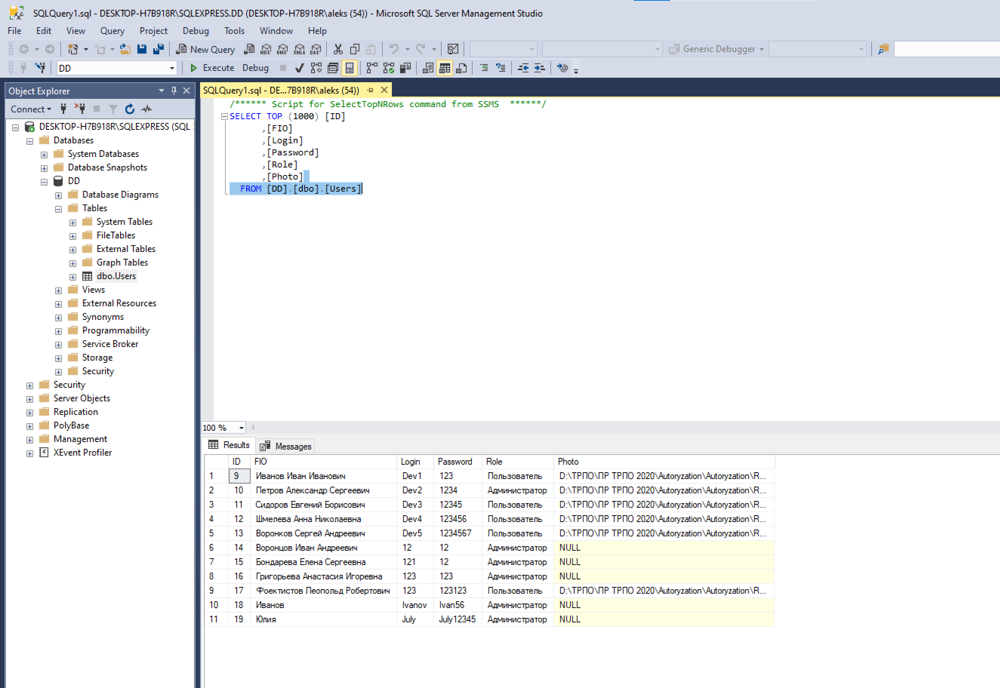 SQLQuery1.sql - DESKTOP-H7B918R\SQLEXPRESS.DD (DESKTOP-H7B918R\aleks (54)) - Microsoft SQL Server Management Studio
File Edit View Query Project Debug Tools Window Help
New Query MDX DMX XMLA DAX Generic Debugger
DD Execute Debug
Object Explorer
Connect
DESKTOP-H7B918R\SQLEXPRESS (SQL
Databases
System Databases
Database Snapshots
DD
Database Diagrams
Tables
System Tables
FileTables
External Tables
Graph Tables
dbo.Users
Views
External Resources
Synonyms
Programmability
Service Broker
Storage
Security
Security
Server Objects
Replication
PolyBase
Management
XEvent Profiler
SQLQuery1.sql - DE...7B918R\aleks (54))
/****** Script for SelectTopNRows command from SSMS  ******/
SELECT TOP (1000) [ID]
,[FIO]
,[Login]
,[Password]
,[Role]
,[Photo]
FROM [DD].[dbo].[Users]
100 %
Results Messages
ID FIO Login Password Role Photo
1 9 Иванов Иван Иванович Dev1 123 Пользователь D:\ТРПО\ПР ТРПО 2020\Autoryzation\Autoryzation\R...
2 10 Петров Александр Сергеевич Dev2 1234 Администратор D:\ТРПО\ПР ТРПО 2020\Autoryzation\Autoryzation\R...
3 11 Сидоров Евгений Борисович Dev3 12345 Пользователь D:\ТРПО\ПР ТРПО 2020\Autoryzation\Autoryzation\R...
4 12 Шмелева Анна Николаевна Dev4 123456 Пользователь D:\ТРПО\ПР ТРПО 2020\Autoryzation\Autoryzation\R...
5 13 Воронков Сергей Андреевич Dev5 1234567 Пользователь D:\ТРПО\ПР ТРПО 2020\Autoryzation\Autoryzation\R...
6 14 Воронцов Иван Андреевич 12 12 Администратор NULL
7 15 Бондарева Елена Сергеевна 121 12 Администратор NULL
8 16 Григорьева Анастасия Игоревна 123 123 Администратор NULL
9 17 Фоектистов Леопольд Робертович 123 123123 Пользователь D:\ТРПО\ПР ТРПО 2020\Autoryzation\Autoryzation\R...
10 18 Иванов Ivanov Ivan56 Администратор NULL
11 19 Юлия July July12345 Администратор NULL